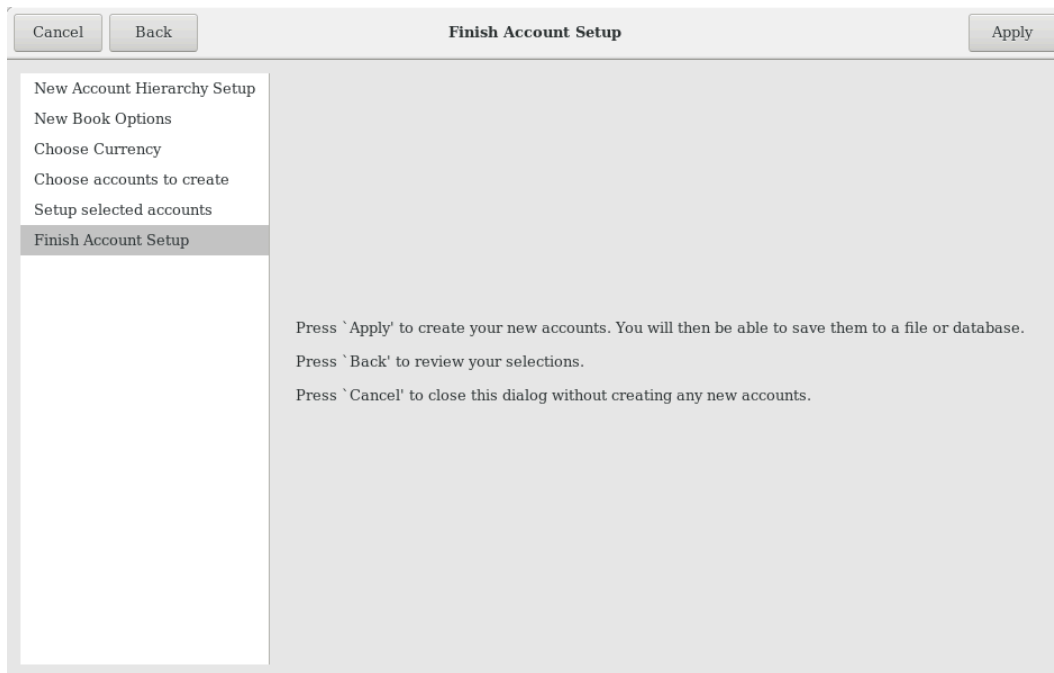 Cancel
Back
Finish Account Setup
Apply
New Account Hierarchy Setup
New Book Options
Choose Currency
Choose accounts to create
Setup selected accounts
Finish Account Setup
Press `Apply' to create your new accounts. You will then be able to save them to a file or database.
Press `Back' to review your selections.
Press `Cancel' to close this dialog without creating any new accounts.